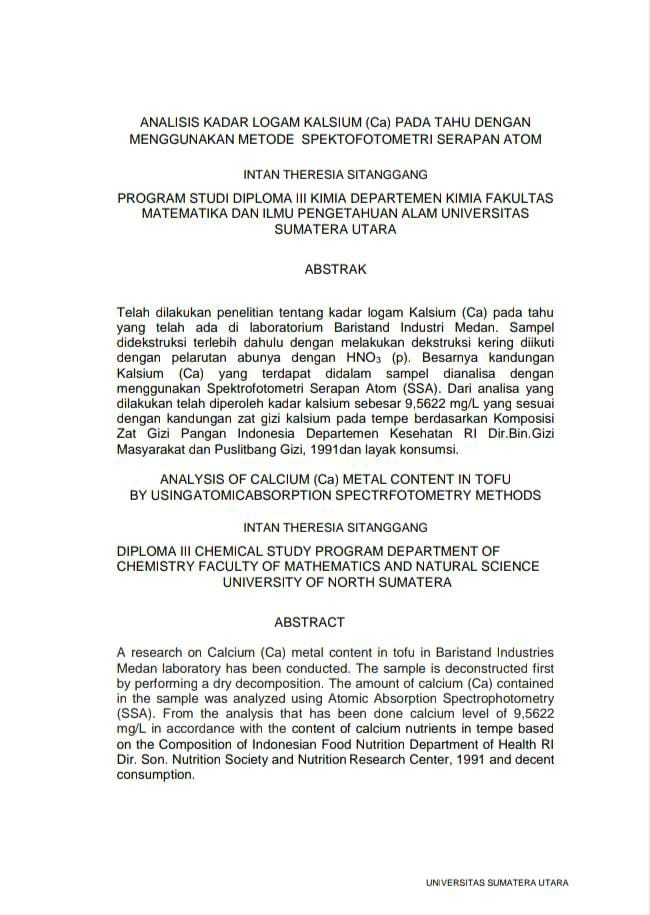 ANALISIS KADAR LOGAM KALSIUM (Ca) PADA TAHU DENGAN
MENGGUNAKAN METODE SPEKTOFOTOMETRI SERAPAN ATOM
INTAN THERESIA SITANGGANG
PROGRAM STUDI DIPLOMA III KIMIA DEPARTEMEN KIMIA FAKULTAS
MATEMATIKA DAN ILMU PENGETAHUAN ALAM UNIVERSITAS
SUMATERA UTARA
ABSTRAK
Telah dilakukan penelitian tentang kadar logam Kalsium (Ca) pada tahu
yang telah ada di laboratorium Baristand Industri Medan. Sampel
didekstruksi terlebih dahulu dengan melakukan dekstruksi kering diikuti
dengan pelarutan abunya dengan HNO₃ (p). Besarnya kandungan
Kalsium (Ca) yang terdapat didalam sampel dianalisa dengan
menggunakan Spektrofotometri Serapan Atom (SSA). Dari analisa yang
dilakukan telah diperoleh kadar kalsium sebesar 9,5622 mg/L yang sesuai
dengan kandungan zat gizi kalsium pada tempe berdasarkan Komposisi
Zat Gizi Pangan Indonesia Departemen Kesehatan RI Dir.Bin.Gizi
Masyarakat dan Puslitbang Gizi, 1991dan layak konsumsi.
ANALYSIS OF CALCIUM (Ca) METAL CONTENT IN TOFU
BY USINGATOMICABSORPTION SPECTRFOTOMETRY METHODS
INTAN THERESIA SITANGGANG
DIPLOMA III CHEMICAL STUDY PROGRAM DEPARTMENT OF
CHEMISTRY FACULTY OF MATHEMATICS AND NATURAL SCIENCE
UNIVERSITY OF NORTH SUMATERA
ABSTRACT
A research on Calcium (Ca) metal content in tofu in Baristand Industries
Medan laboratory has been conducted. The sample is deconstructed first
by performing a dry decomposition. The amount of calcium (Ca) contained
in the sample was analyzed using Atomic Absorption Spectrophotometry
(SSA). From the analysis that has been done calcium level of 9,5622
mg/L in accordance with the content of calcium nutrients in tempe based
on the Composition of Indonesian Food Nutrition Department of Health RI
Dir. Son. Nutrition Society and Nutrition Research Center, 1991 and decent
consumption.
UNIVERSITAS SUMATERA UTARA